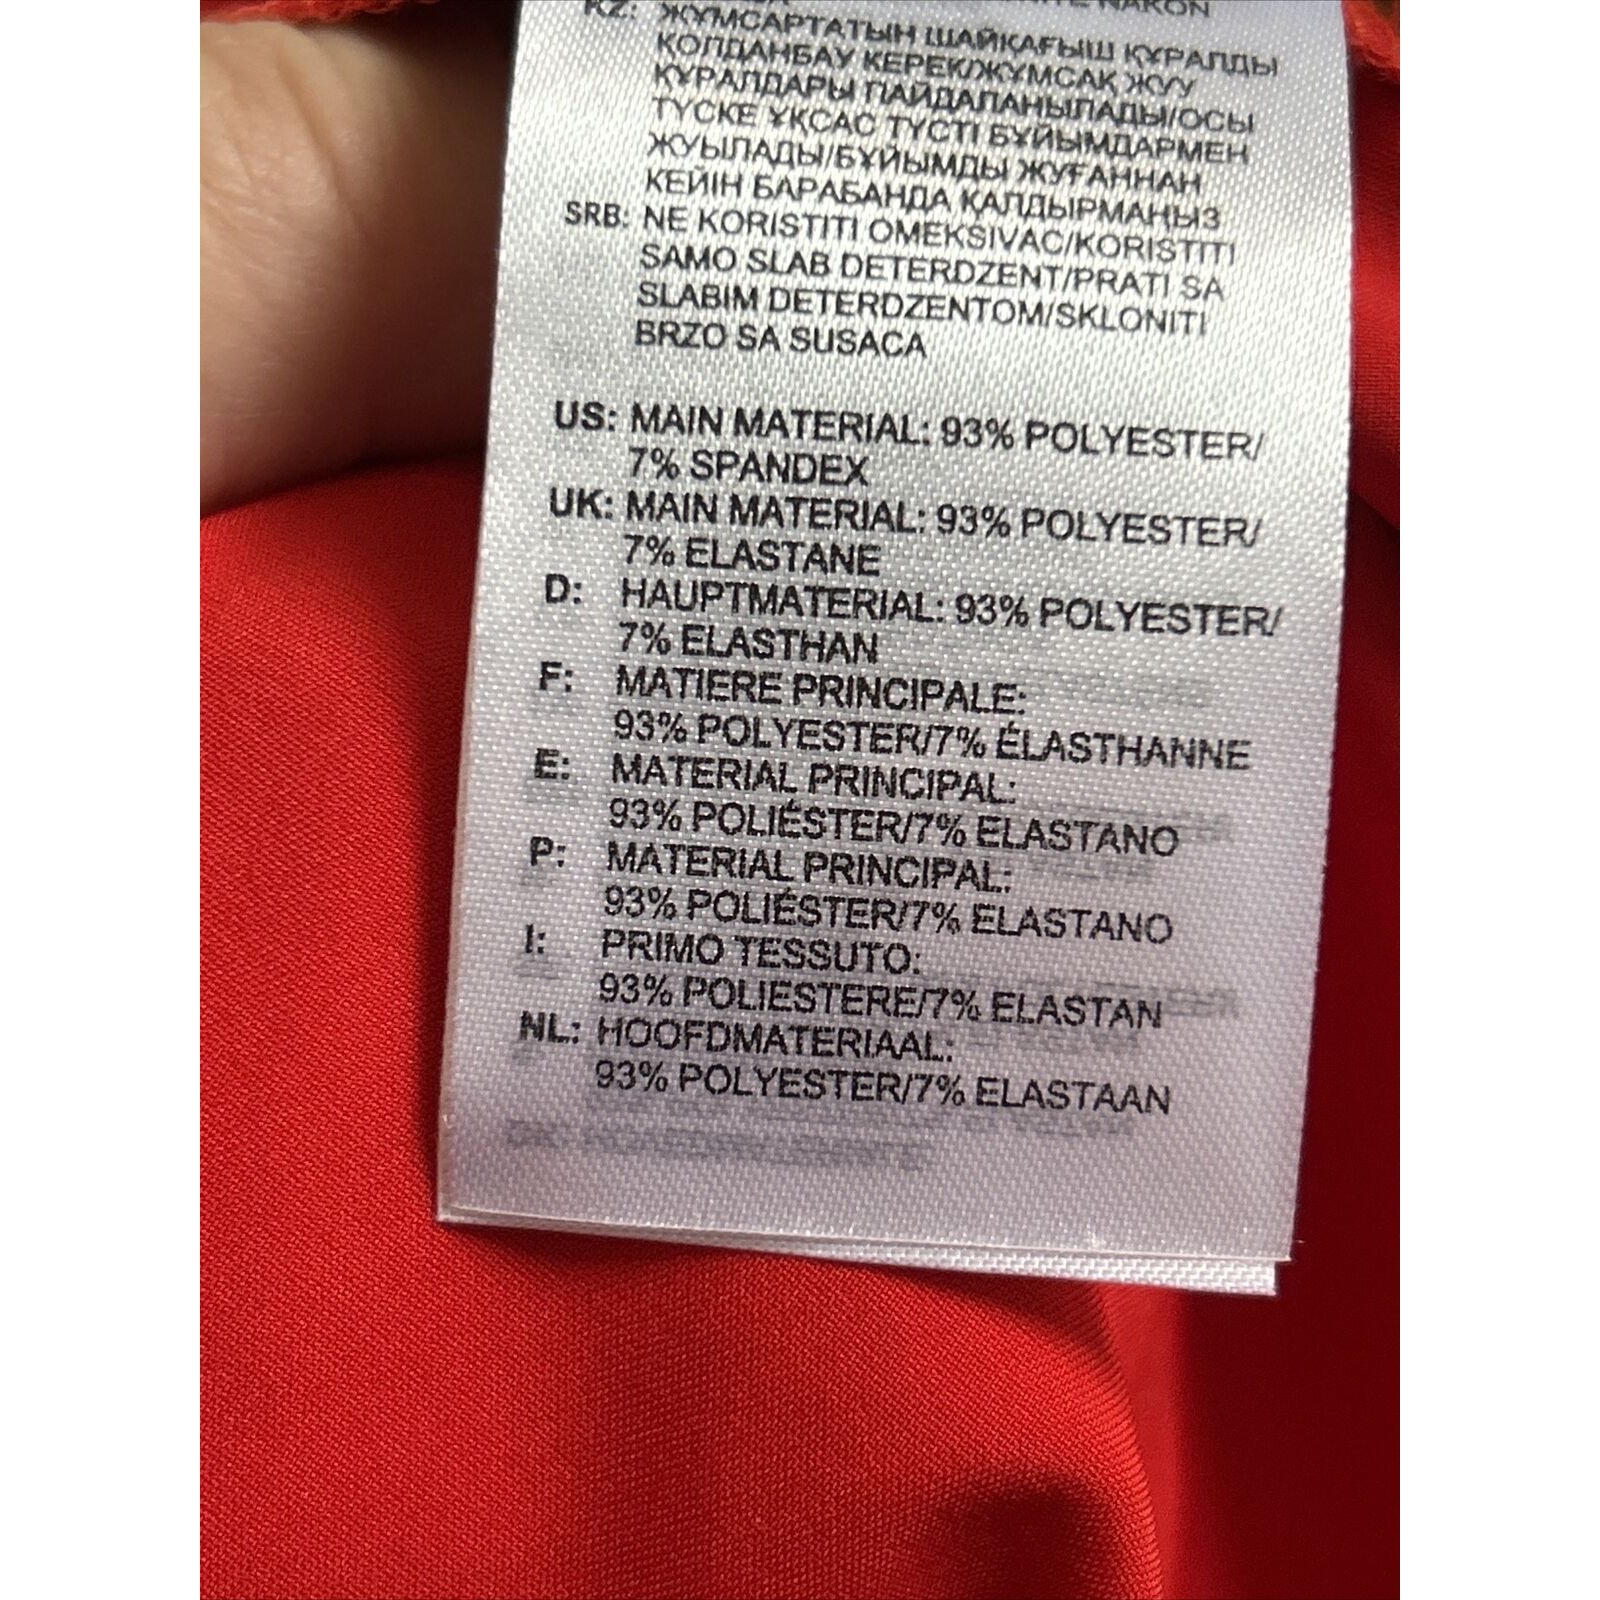 NAKON
KZ: ЖҰМСАРТАТЫН ШАЙҚАҒЫШ ҚҰРАЛДЫ
ҚОЛДАНБАУ КЕРЕК/ЖҰМСАҚ ЖУУ
ҚҰРАЛДАРЫ ПАЙДАЛАНЫЛАДЫ/ОСЫ
ТҮСКЕ ҰҚСАС ТҮСТІ БҰЙЫМДАРМЕН
ЖУЫЛАДЫ/БҰЙЫМДЫ ЖУҒАННАН
КЕЙІН БАРАБАНДА ҚАЛДЫРМАҢЫЗ
SRB: NE KORISTITI OMEKSIVAC/KORISTITI
SAMO SLAB DETERDZENT/PRATI SA
SLABIM DETERDZENTOM/SKLONITI
BRZO SA SUSACA
US: MAIN MATERIAL: 93% POLYESTER/
7% SPANDEX
UK: MAIN MATERIAL: 93% POLYESTER/
7% ELASTANE
D: HAUPTMATERIAL: 93% POLYESTER/
7% ELASTHAN
F: MATIERE PRINCIPALE:
93% POLYESTER/7% ÉLASTHANNE
E: MATERIAL PRINCIPAL:
93% POLIÉSTER/7% ELASTANO
P: MATERIAL PRINCIPAL:
93% POLIÉSTER/7% ELASTANO
I: PRIMO TESSUTO:
93% POLIESTERE/7% ELASTAN
NL: HOOFDMATERIAAL:
93% POLYESTER/7% ELASTAAN